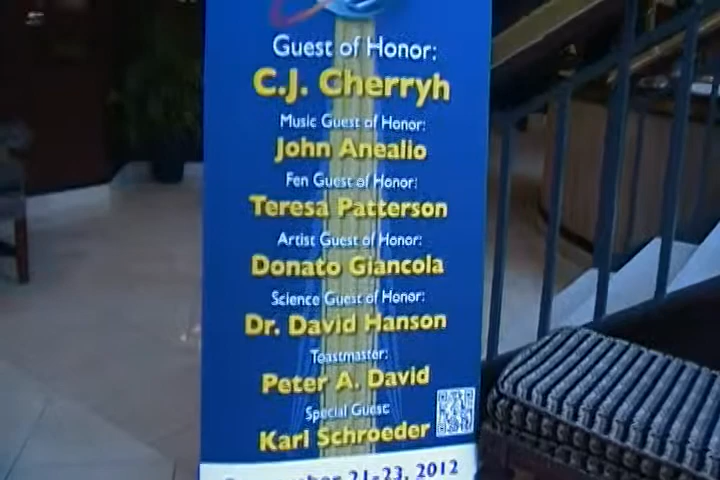 Guest of Honor:
C.J. Cherryh
Music Guest of Honor:
John Anealio
Fen Guest of Honor:
Teresa Patterson
Artist Guest of Honor:
Donato Giancola
Science Guest of Honor:
Dr. David Hanson
Toastmaster:
Peter A. David
Special Guest
Karl Schroeder
21-23, 2012